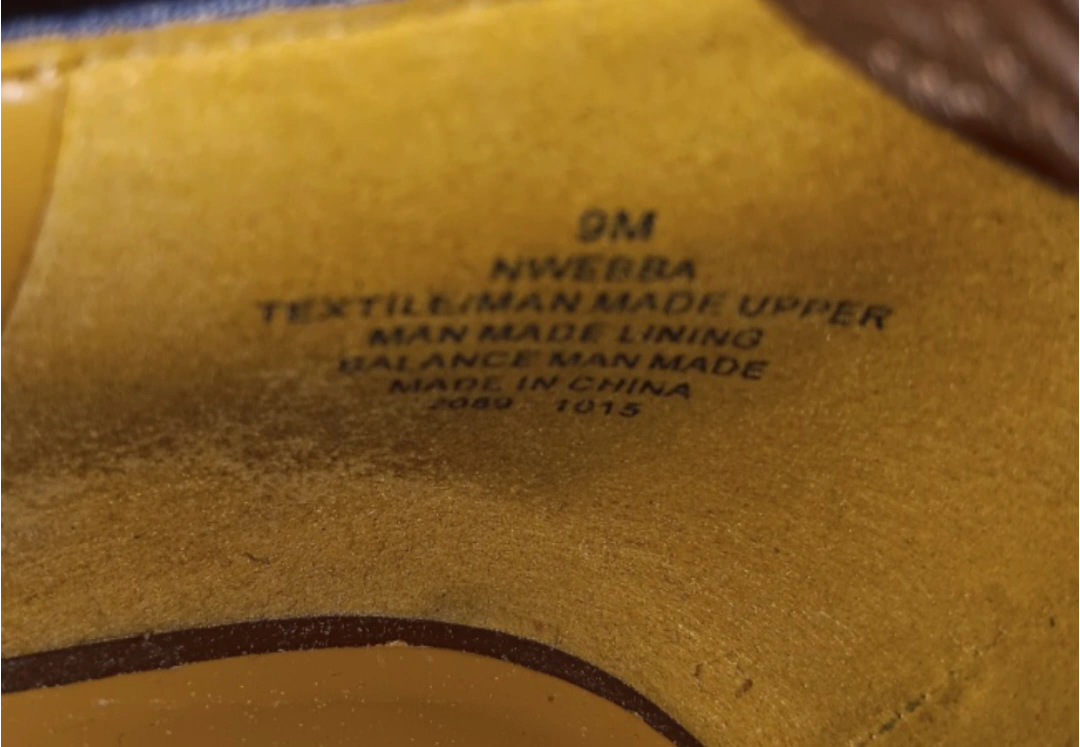 9M
NWEBBA
TEXTILE/MAN MADE UPPER
MAN MADE LINING
BALANCE MAN MADE
MADE IN CHINA
2089 1015